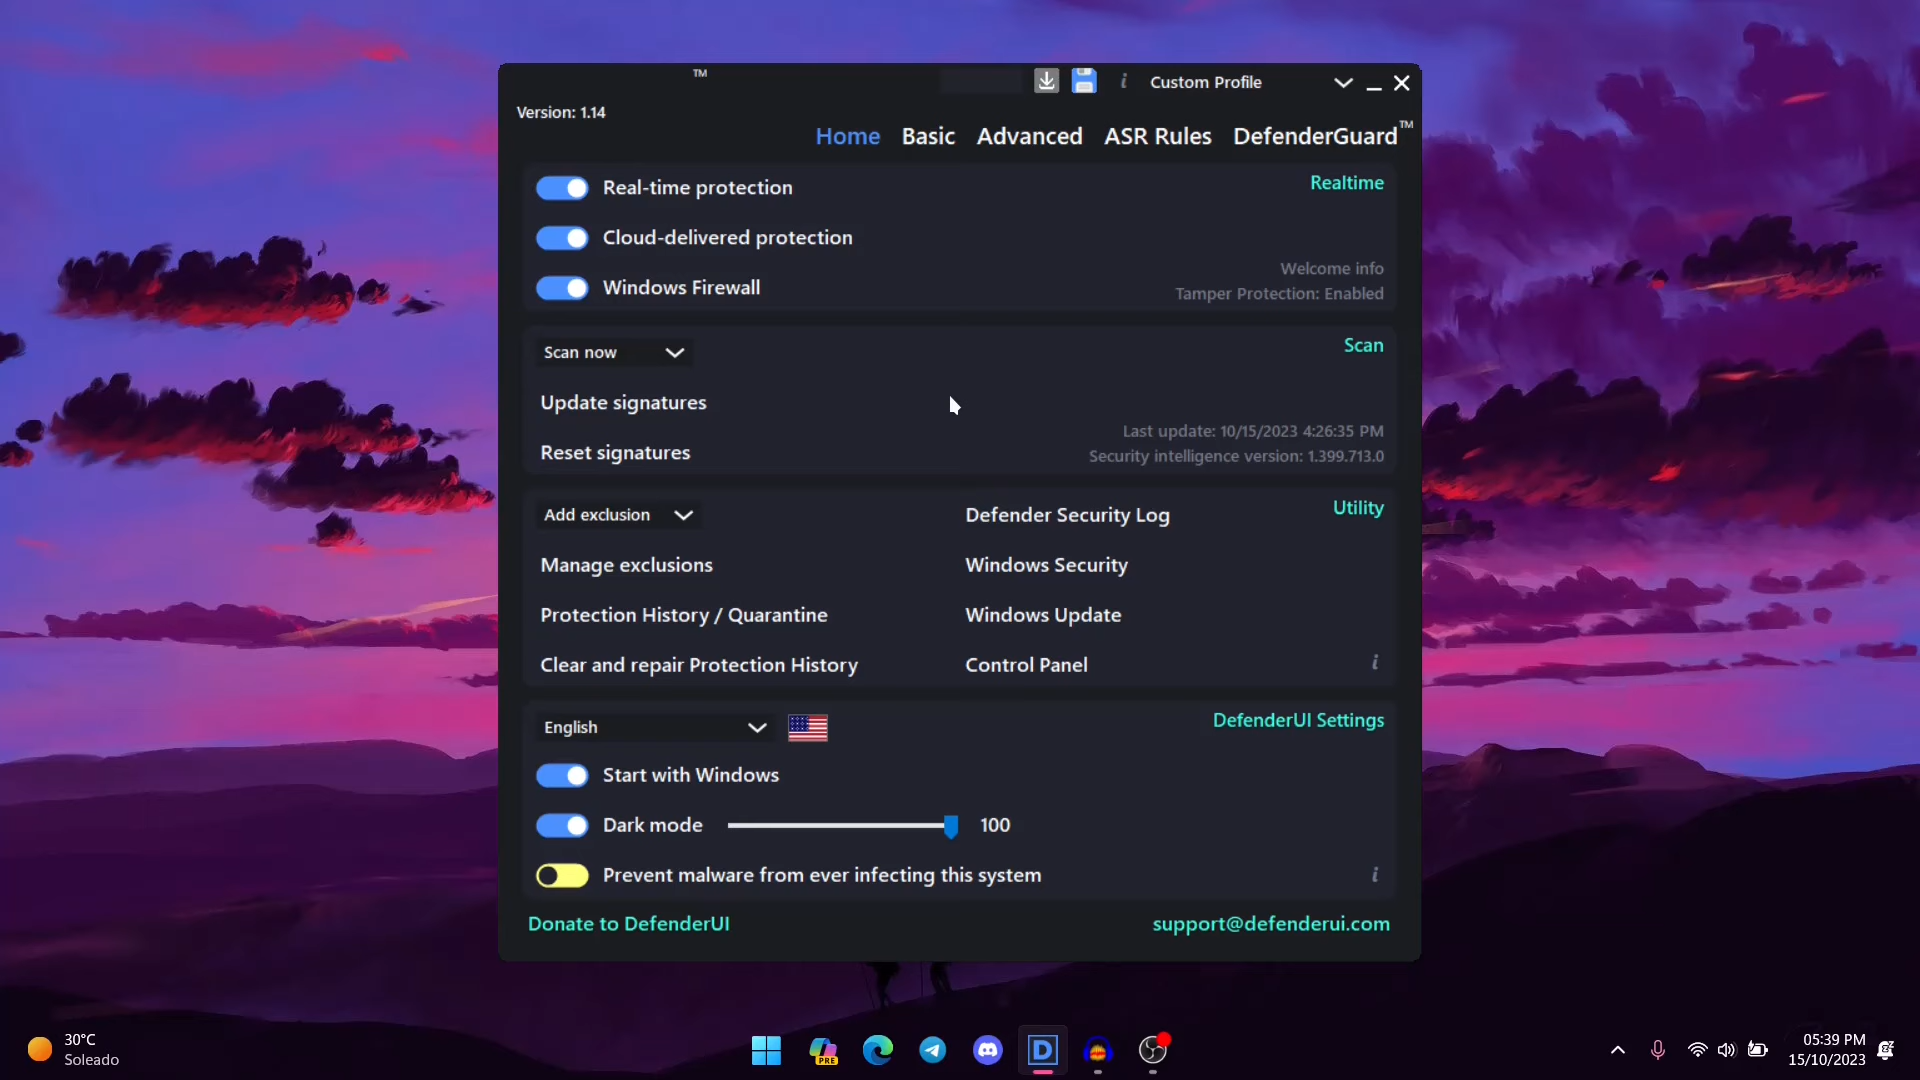 TM
i
Custom Profile
Version: 1.14
Home
Basic
Advanced
ASR Rules
DefenderGuard™
Real-time protection
Realtime
Cloud-delivered protection
Windows Firewall
Welcome info
Tamper Protection: Enabled
Scan now
Scan
Update signatures
Reset signatures
Last update: 10/15/2023 4:26:35 PM
Security intelligence version: 1.399.713.0
Add exclusion
Defender Security Log
Utility
Manage exclusions
Windows Security
Protection History / Quarantine
Windows Update
Clear and repair Protection History
Control Panel
i
English
DefenderUI Settings
Start with Windows
Dark mode
100
Prevent malware from ever infecting this system
i
Donate to DefenderUI
support@defenderui.com
30°C
Soleado
PRE
D
05:39 PM
15/10/2023